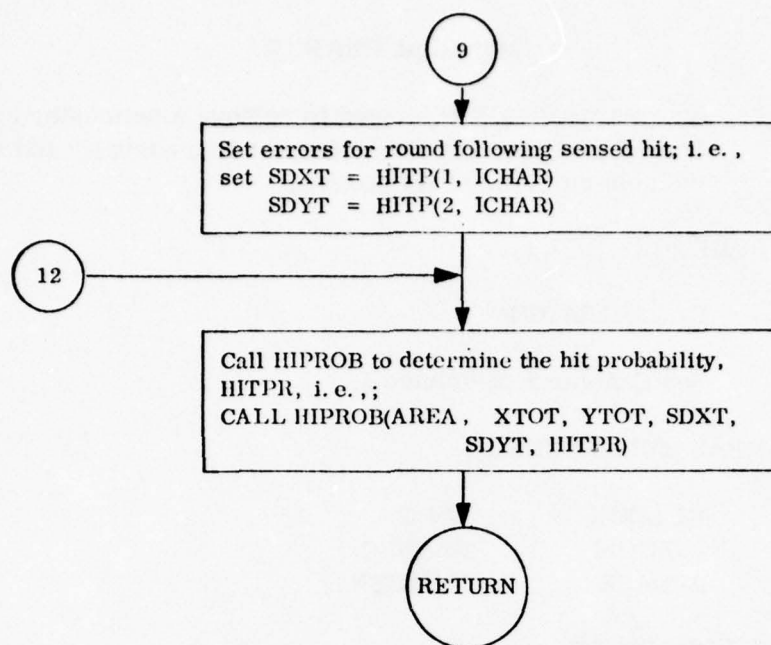 9
Set errors for round following sensed hit; i. e. ,
set SDXT = HITP(1, ICHAR)
SDYT = HITP(2, ICHAR)
12
Call HIPROB to determine the hit probability,
HITPR, i. e. ,;
CALL HIPROB(AREA, XTOT, YTOT, SDXT,
SDYT, HITPR)
RETURN